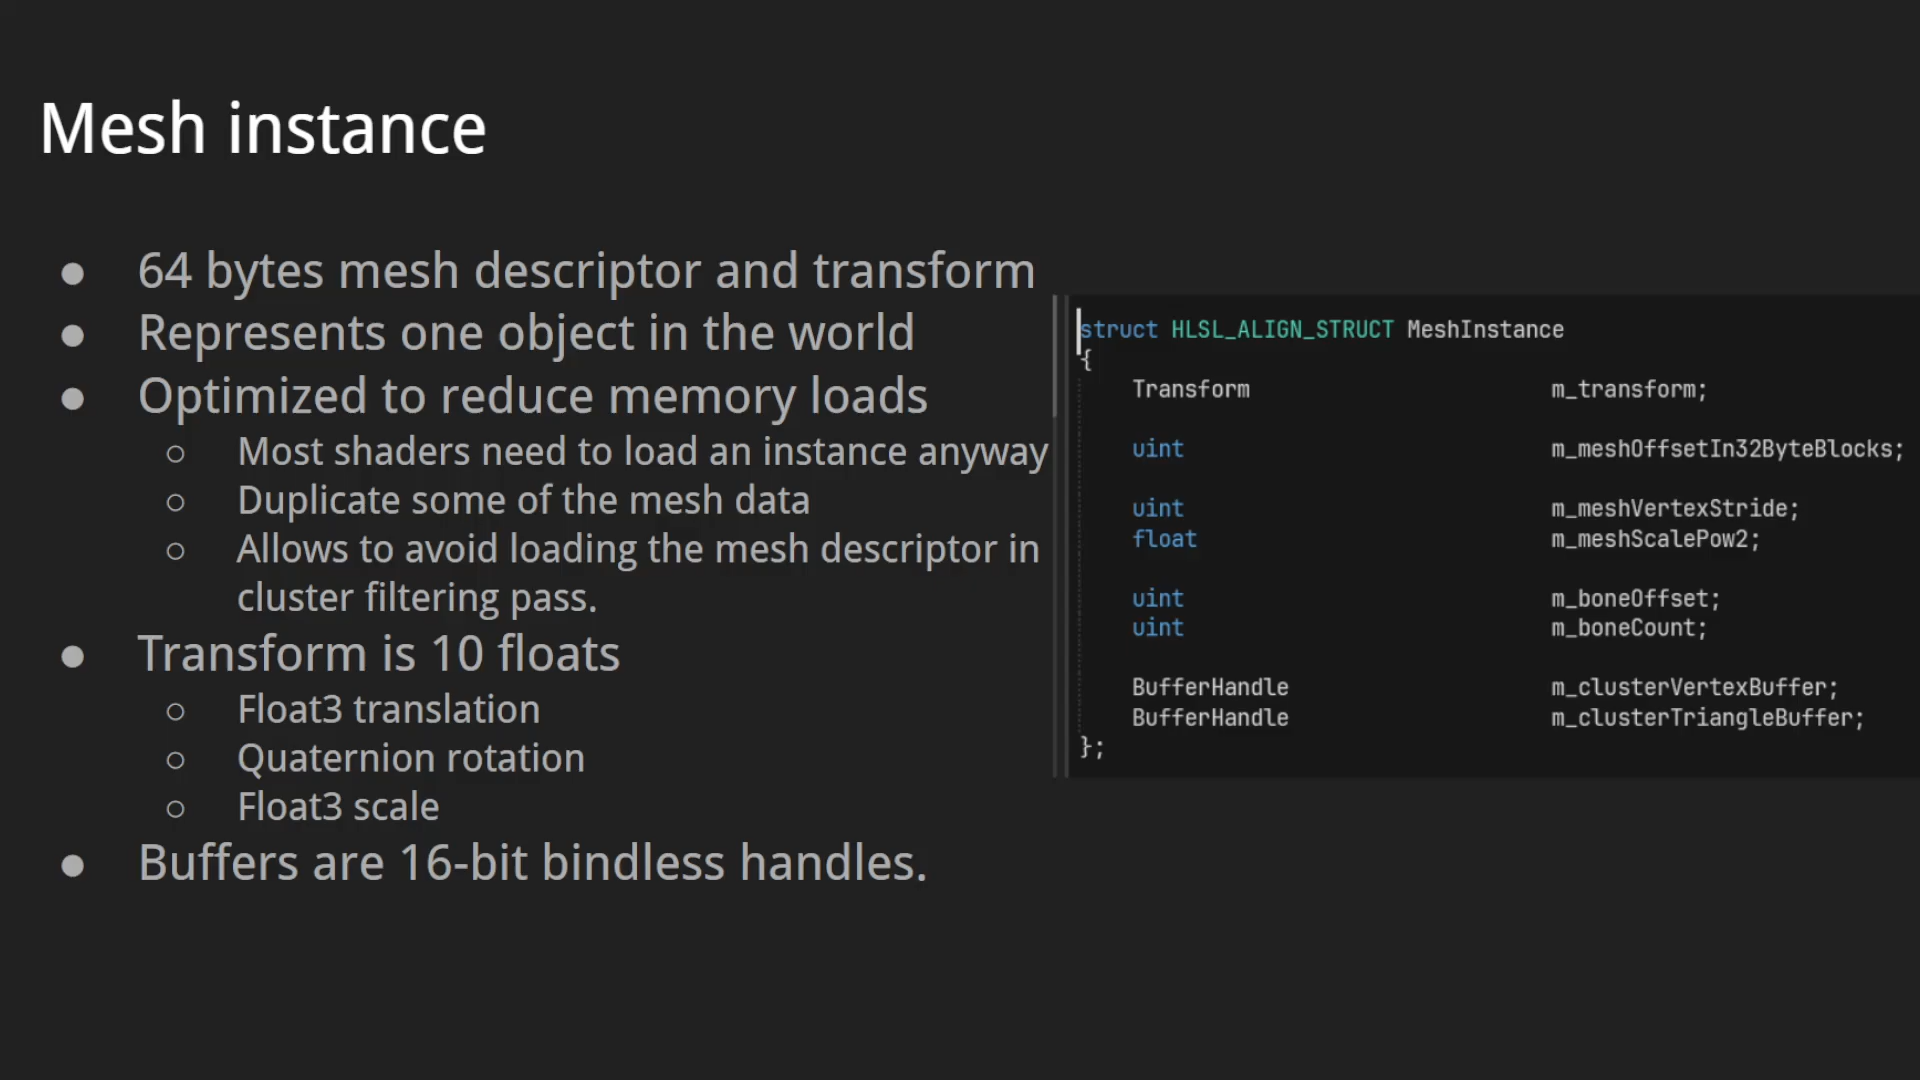 Mesh instance
● 64 bytes mesh descriptor and transform
● Represents one object in the world
● Optimized to reduce memory loads
○ Most shaders need to load an instance anyway
○ Duplicate some of the mesh data
○ Allows to avoid loading the mesh descriptor in
cluster filtering pass.
● Transform is 10 floats
○ Float3 translation
○ Quaternion rotation
○ Float3 scale
● Buffers are 16-bit bindless handles.
struct HLSL_ALIGN_STRUCT MeshInstance
{
Transform m_transform;
uint m_meshOffsetIn32ByteBlocks;
uint m_meshVertexStride;
float m_meshScalePow2;
uint m_boneOffset;
uint m_boneCount;
BufferHandle m_clusterVertexBuffer;
BufferHandle m_clusterTriangleBuffer;
};